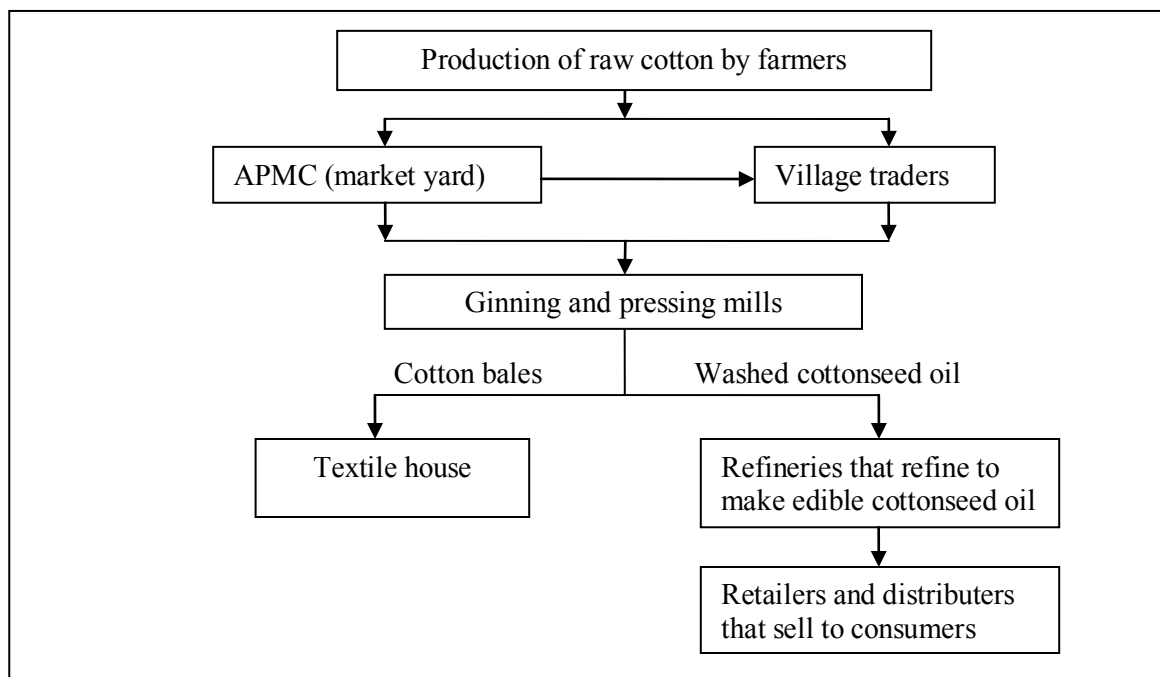 Production of raw cotton by farmers
APMC (market yard)
Village traders
Ginning and pressing mills
Cotton bales
Washed cottonseed oil
Textile house
Refineries that refine to
make edible cottonseed oil
Retailers and distributers
that sell to consumers